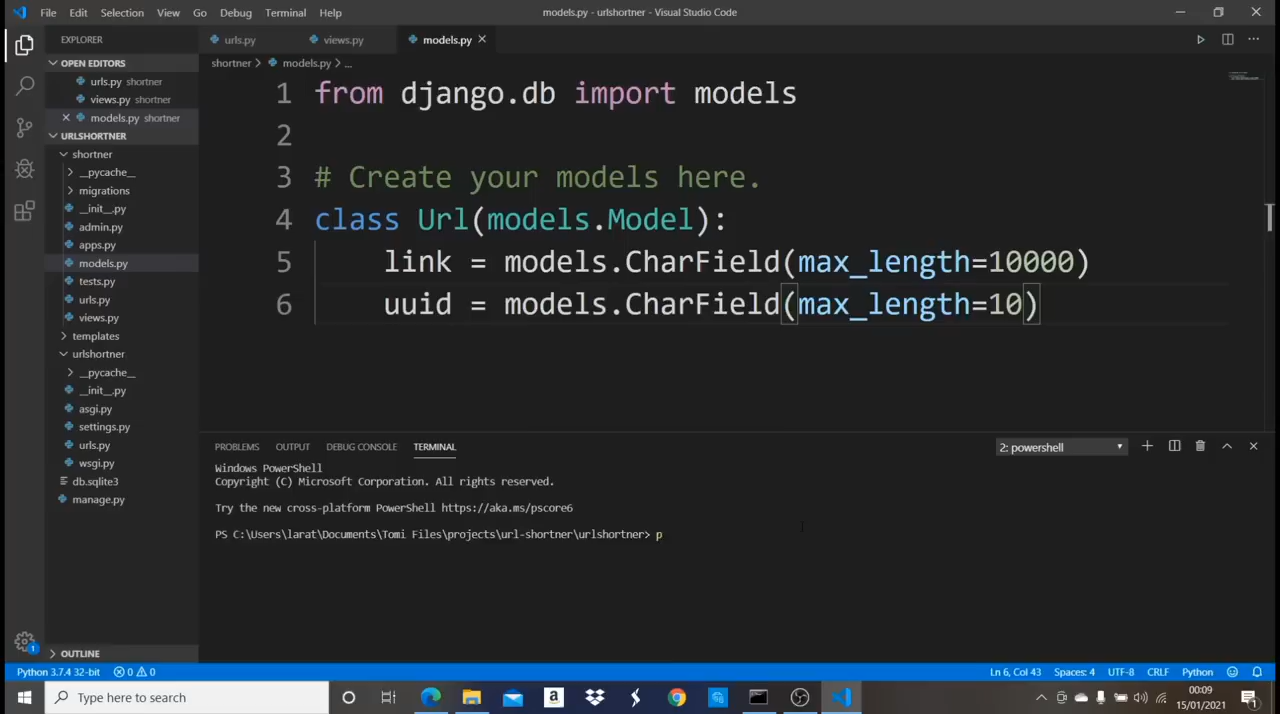 File Edit Selection View Go Debug Terminal Help
models.py - urlshortner - Visual Studio Code
EXPLORER
urls.py
views.py
models.py
OPEN EDITORS
urls.py shortner
views.py shortner
models.py shortner
URLSHORTNER
shortner
__pycache__
migrations
__init__.py
admin.py
apps.py
models.py
tests.py
urls.py
views.py
templates
urlshortner
__pycache__
__init__.py
asgi.py
settings.py
urls.py
wsgi.py
db.sqlite3
manage.py
OUTLINE
shortner > models.py > ...
1 from django.db import models
2
3 # Create your models here.
4 class Url(models.Model):
5 link = models.CharField(max_length=10000)
6 uuid = models.CharField(max_length=10)
PROBLEMS OUTPUT DEBUG CONSOLE TERMINAL
2: powershell
Windows PowerShell
Copyright (C) Microsoft Corporation. All rights reserved.
Try the new cross-platform PowerShell https://aka.ms/pscore6
PS C:\Users\larat\Documents\Tomi Files\projects\url-shortner\urlshortner> p
1
Python 3.7.4 32-bit 0 0
Ln 6, Col 43 Spaces: 4 UTF-8 CRLF Python
Type here to search
00:09
15/01/2021
1